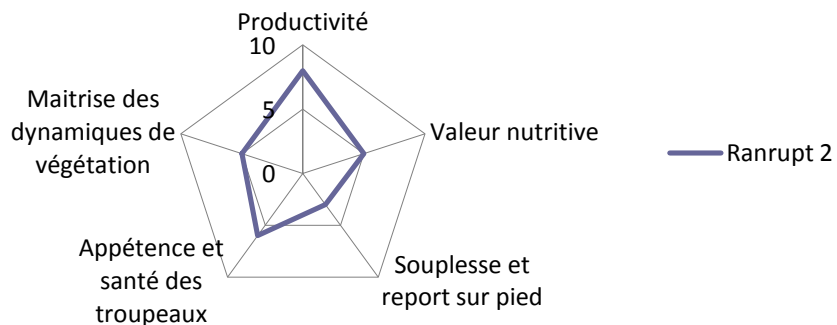 Productivité
10
5
0
Maitrise des
dynamiques de
végétation
Valeur nutritive
Ranrupt 2
Appétence et
santé des
troupeaux
Souplesse et
report sur pied